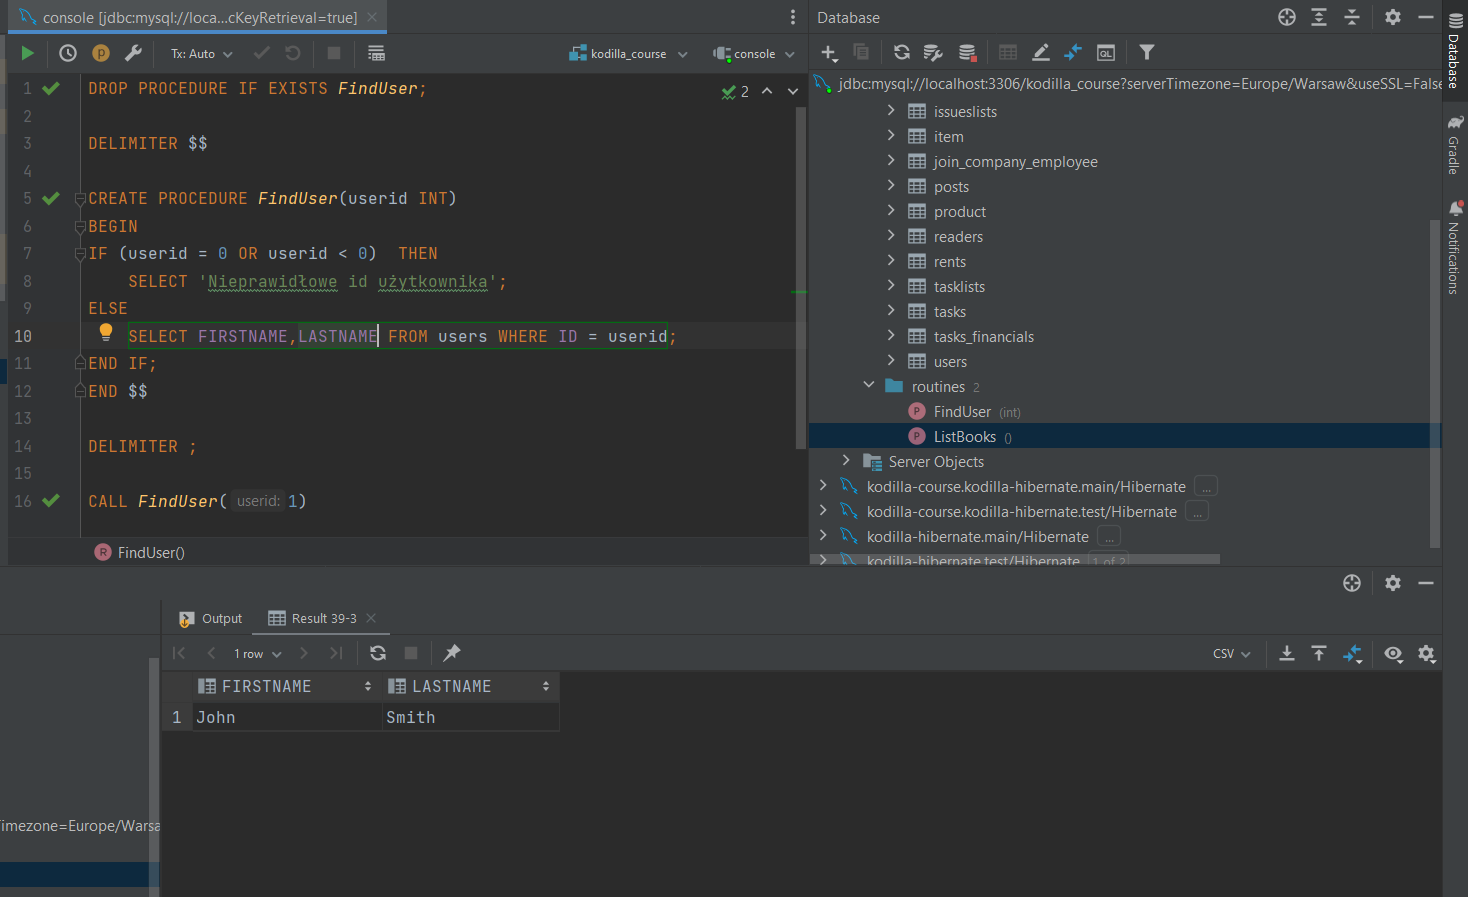 console [jdbc:mysql://loca...cKeyRetrieval=true]
Tx: Auto
kodilla_course
console
1 DROP PROCEDURE IF EXISTS FindUser;
2
2
3 DELIMITER $$
4
5 CREATE PROCEDURE FindUser(userid INT)
6 BEGIN
7 IF (userid = 0 OR userid < 0)  THEN
8 SELECT 'Nieprawidłowe id użytkownika';
9 ELSE
10 SELECT FIRSTNAME,LASTNAME FROM users WHERE ID = userid;
11 END IF;
12 END $$
13
14 DELIMITER ;
15
16 CALL FindUser( userid: 1)
R FindUser()
Database
QL
jdbc:mysql://localhost:3306/kodilla_course?serverTimezone=Europe/Warsaw&useSSL=False
issueslists
item
join_company_employee
posts
product
readers
rents
tasklists
tasks
tasks_financials
users
routines 2
P FindUser (int)
P ListBooks ()
Server Objects
kodilla-course.kodilla-hibernate.main/Hibernate ...
kodilla-course.kodilla-hibernate.test/Hibernate ...
kodilla-hibernate.main/Hibernate ...
kodilla-hibernate.test/Hibernate 1 of 2
Database
Gradle
Notifications
Output
Result 39-3
1 row
CSV
FIRSTNAME LASTNAME
1 John Smith
imezone=Europe/Warsa